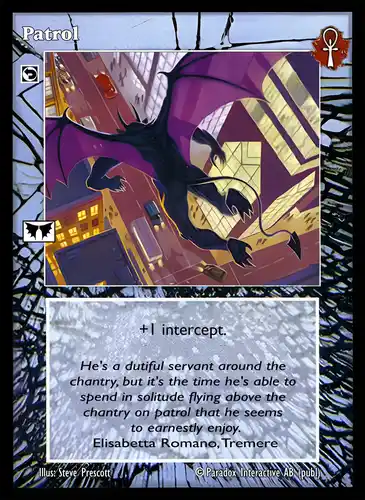 Patrol
+1 intercept.
He's a dutiful servant around the
chantry, but it's the time he's able to
spend in solitude flying above the
chantry on patrol that he seems
to earnestly enjoy.
Elisabetta Romano, Tremere
Illus: Steve Prescott
© Paradox Interactive AB (publ)